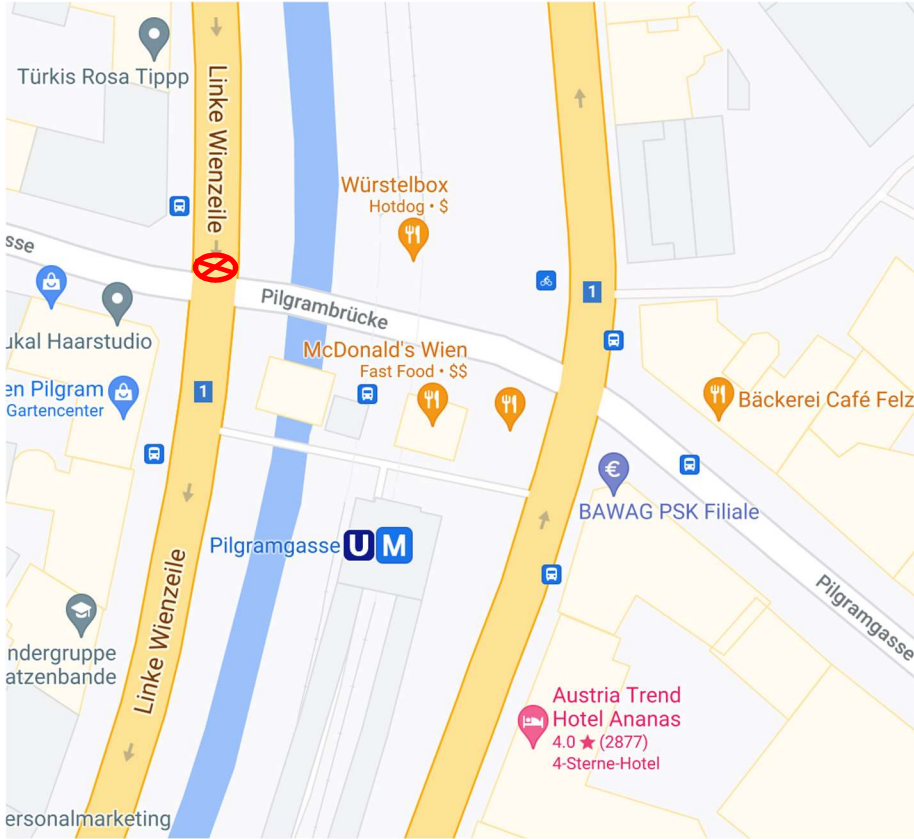 Türkis Rosa Tippp
Linke Wienzeile
Würstelbox
Hotdog • $
sse
1
Pilgrambrücke
ukal Haarstudio
McDonald's Wien
Fast Food • $$
en Pilgram
Gartencenter
1
Bäckerei Café Felz
€
BAWAG PSK Filiale
Pilgramgasse U M
Pilgramgasse
Linke Wienzeile
ndergruppe
atzenbande
Austria Trend
Hotel Ananas
4.0 ★ (2877)
4-Sterne-Hotel
ersonalmarketing